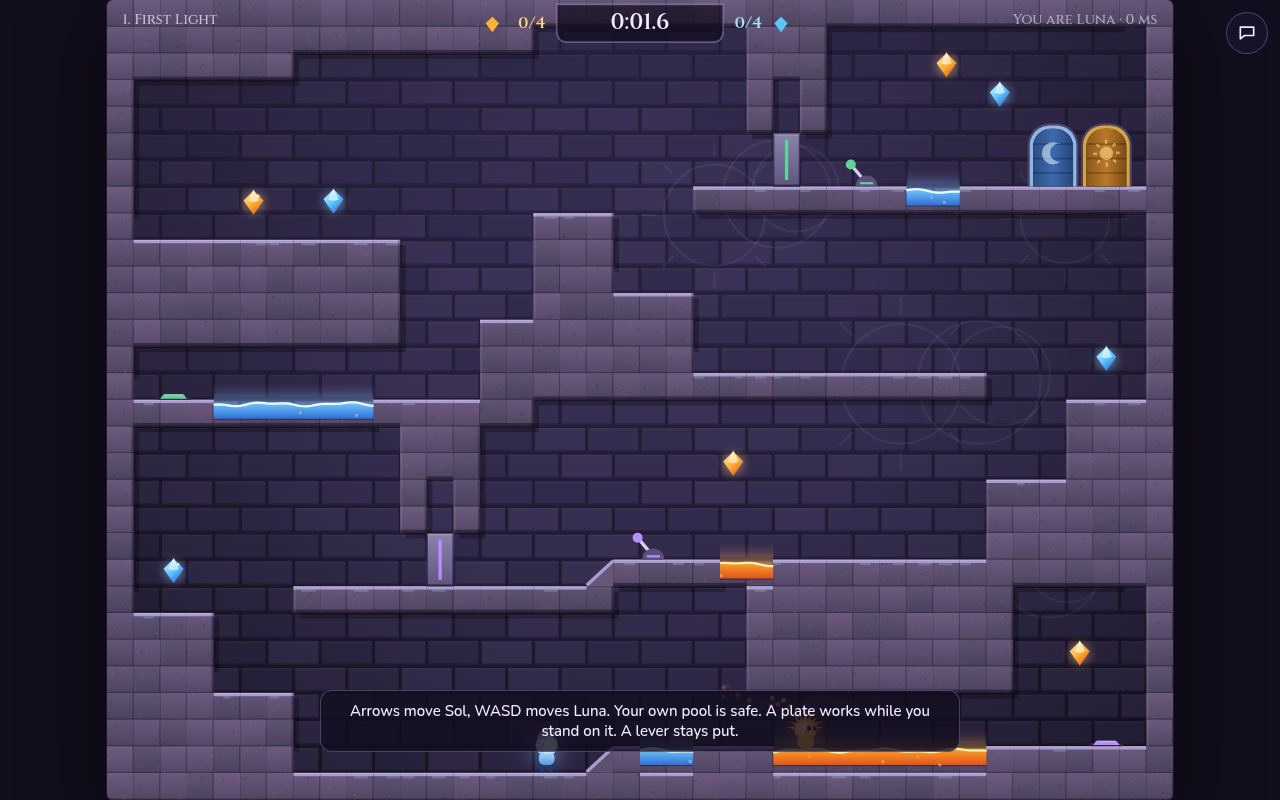 1. First Light
0/4
0:01.6
0/4
You are Luna · 0 ms
Arrows move Sol, WASD moves Luna. Your own pool is safe. A plate works while you
stand on it. A lever stays put.